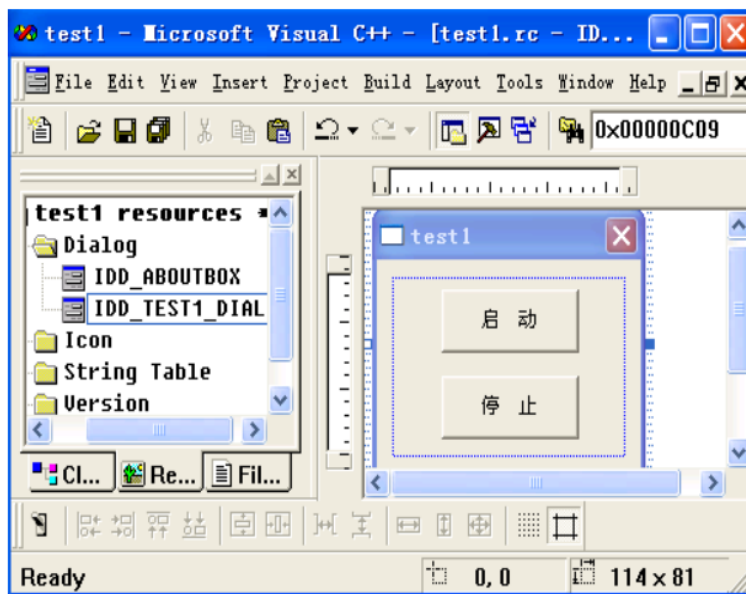 test1 - Microsoft Visual C++ - [test1.rc - ID...
File Edit View Insert Project Build Layout Tools Window Help
0x00000C09
test1 resources
Dialog
IDD_ABOUTBOX
IDD_TEST1_DIAL
Icon
String Table
Version
Cl... Re... Fil...
test1
启 动
停 止
Ready
0, 0
114×81